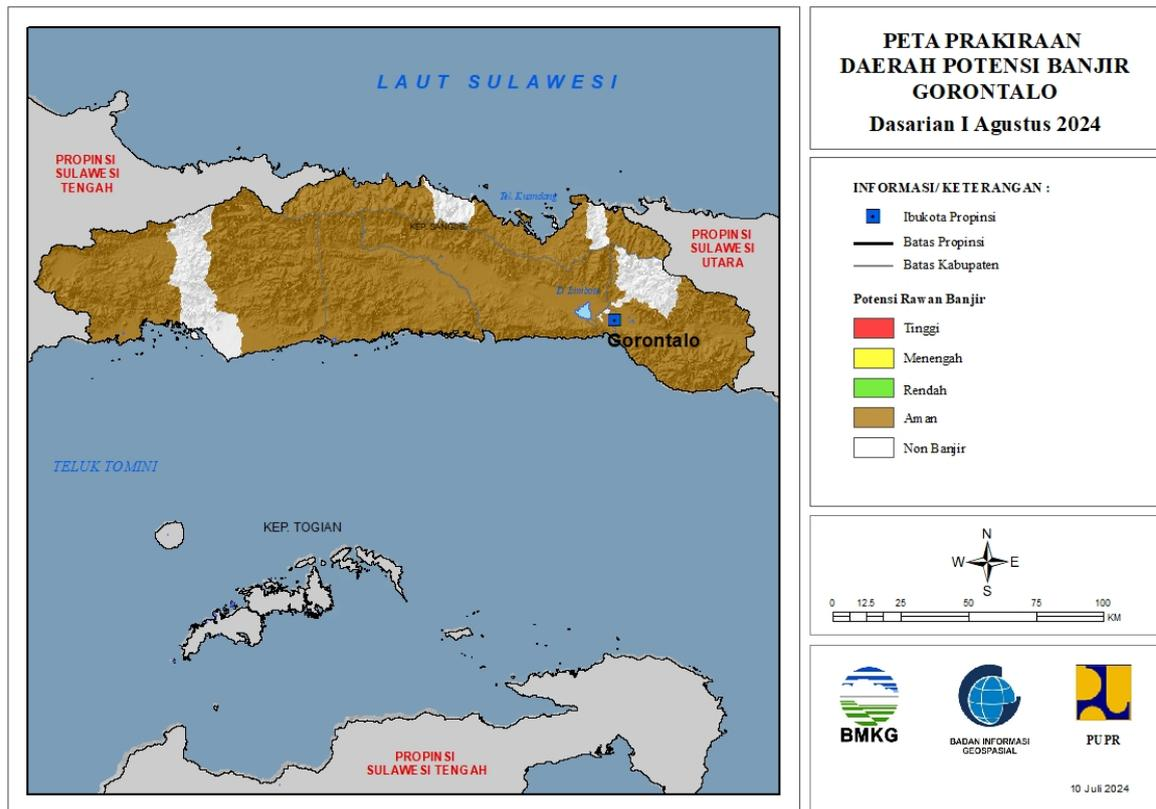 LAUT SULAWESI
PROPINSI
SULAWESI
TENGAH
Tel. Kuandang
KEP. SANGIHE
PROPINSI
SULAWESI
UTARA
D. Limboto
Gorontalo
TELUK TOMINI
KEP. TOGIAN
PROPINSI
SULAWESI TENGAH
PETA PRAKIRAAN
DAERAH POTENSI BANJIR
GORONTALO
Dasarian I Agustus 2024
INFORMASI/KETERANGAN :
Ibukota Propinsi
Batas Propinsi
Batas Kabupaten
Potensi Rawan Banjir
Tinggi
Menengah
Rendah
Aman
Non Banjir
N
W E
S
0 12.5 25 50 75 100
KM
BMKG
BADAN INFORMASI
GEOSPASIAL
PUPR
10 Juli 2024